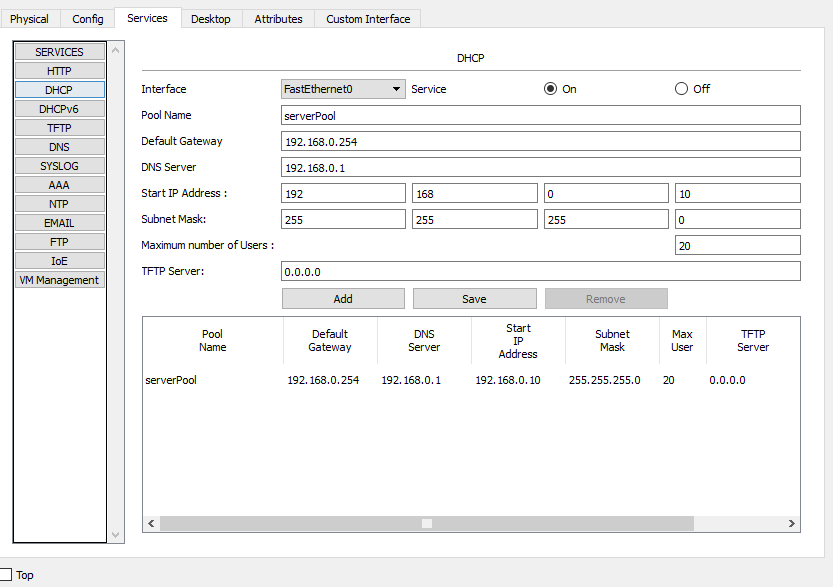 Physical Config Services Desktop Attributes Custom Interface
SERVICES
HTTP
DHCP
DHCPv6
TFTP
DNS
SYSLOG
AAA
NTP
EMAIL
FTP
IoE
VM Management
DHCP
Interface FastEthernet0 Service On Off
Pool Name serverPool
Default Gateway 192.168.0.254
DNS Server 192.168.0.1
Start IP Address : 192 168 0 10
Subnet Mask: 255 255 255 0
Maximum number of Users : 20
TFTP Server: 0.0.0.0
Add Save Remove
Pool Name Default Gateway DNS Server Start IP Address Subnet Mask Max User TFTP Server
serverPool 192.168.0.254 192.168.0.1 192.168.0.10 255.255.255.0 20 0.0.0.0
Top